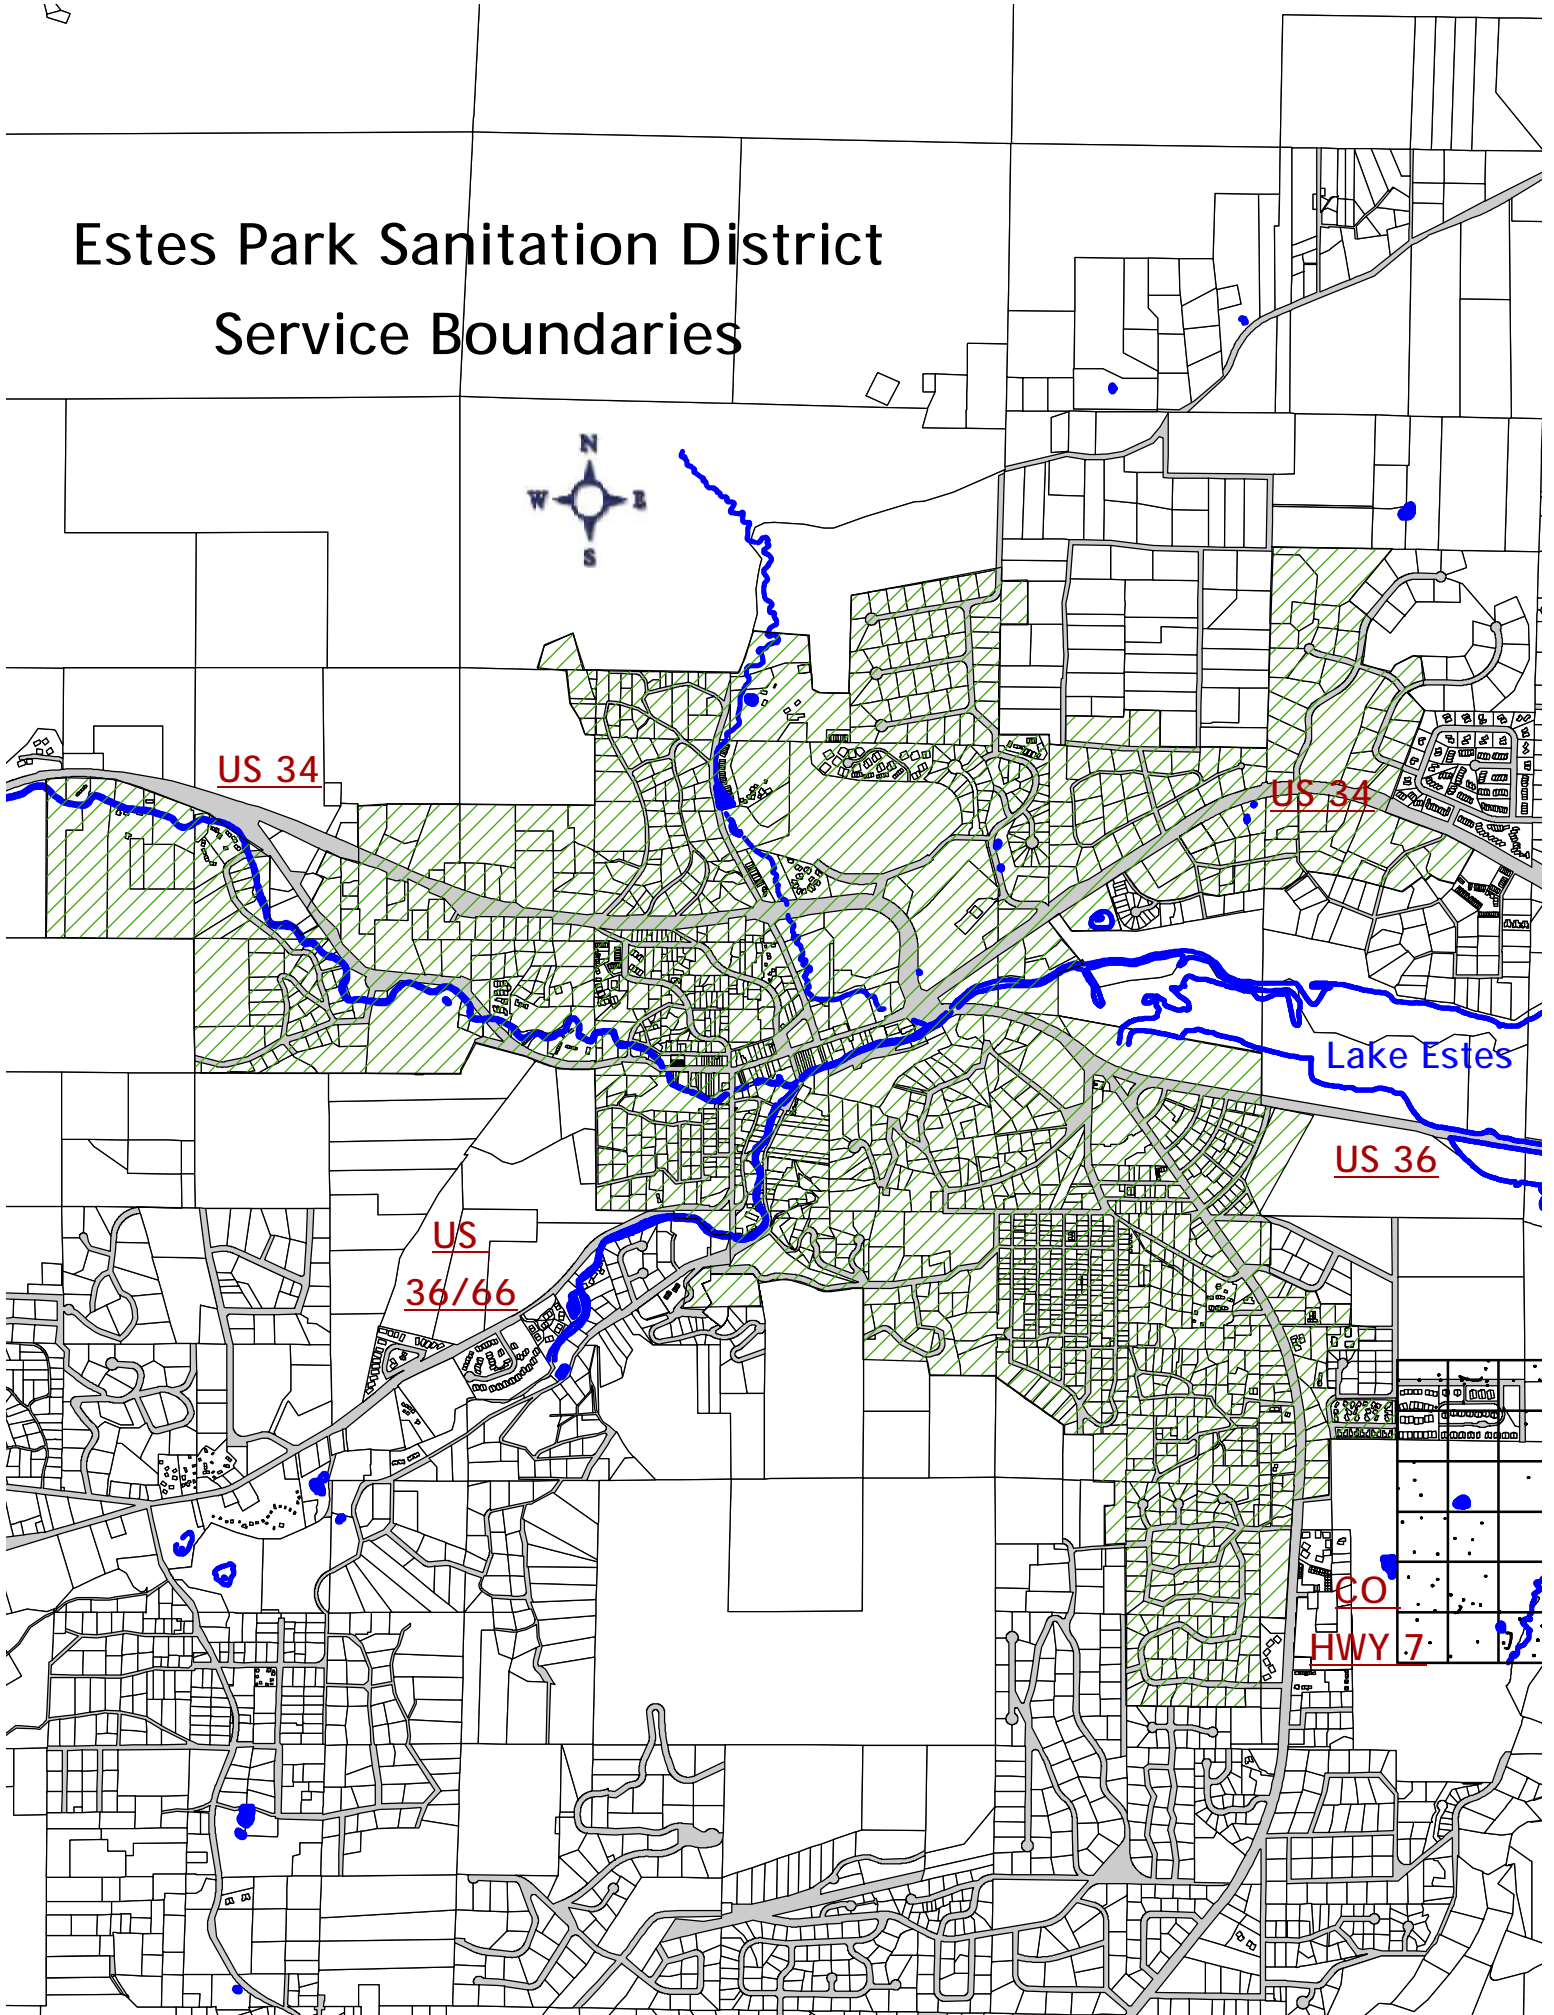 Estes Park Sanitation District
Service Boundaries
N
W E
S
US 34
US 34
Lake Estes
US 36
US
36/66
CO
HWY 7